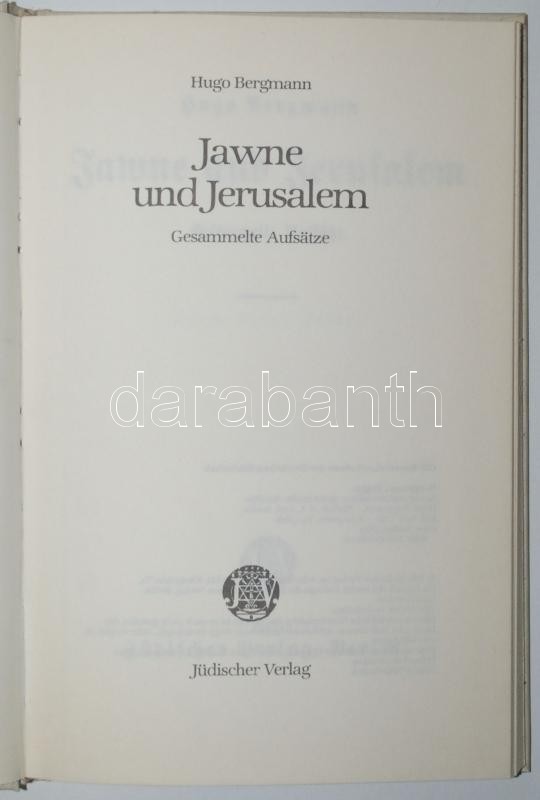 Hugo Bergmann
Jawne
und Jerusalem
Gesammelte Aufsätze
darabanth
J V
Jüdischer Verlag